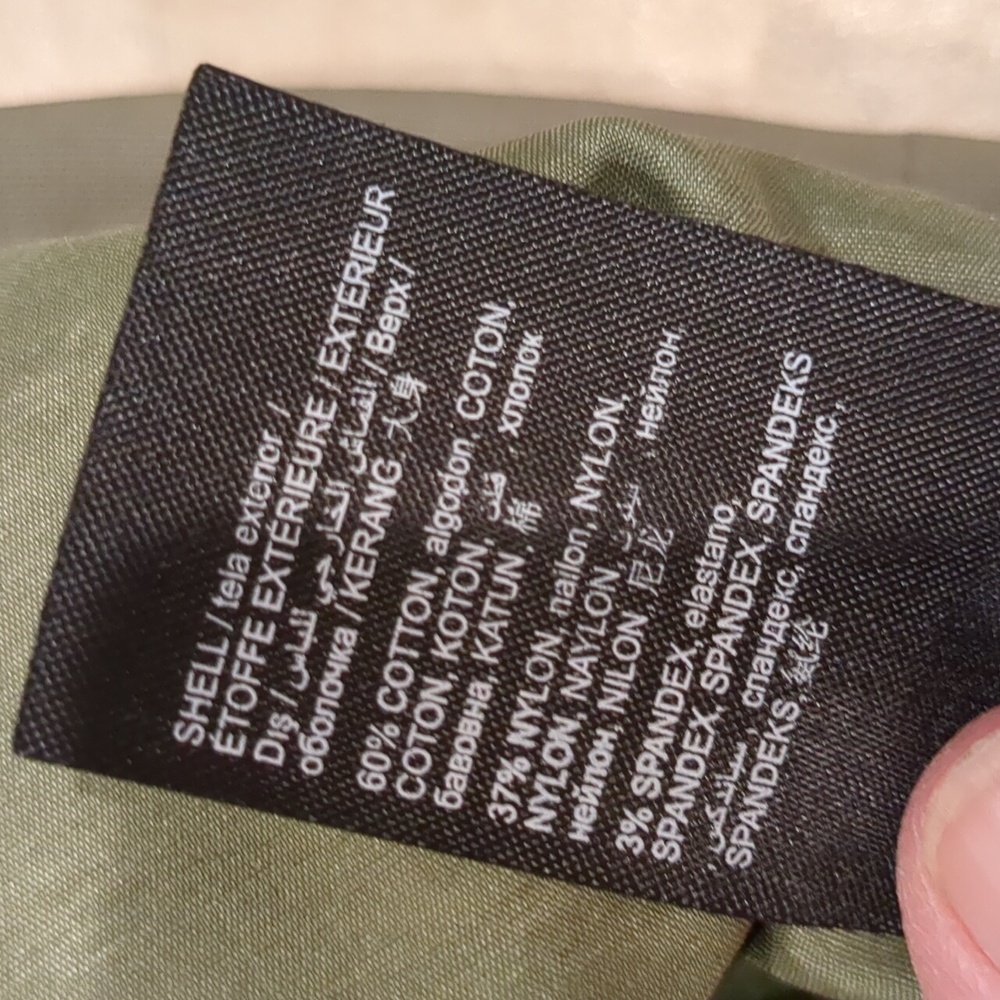 SHELL / tela exterior /
ÉTOFFE EXTÉRIEURE / EXTERIEUR
Dış / القماش الخارجي / اللباس / Верх /
оболочка / KERANG 大身
60% COTTON, algodon, COTON,
COTON, KOTON, قطن , хлопок
бавовна, KATUN , 棉
37% NYLON, nailon, NYLON,
NYLON, NAYLON , нейлон,
нейлон, NILON 尼龙
3% SPANDEX, elastano,
SPANDEX, SPANDEX, SPANDEKS
سباندكس , спандекс, спандекс ,
SPANDEKS ,氨纶